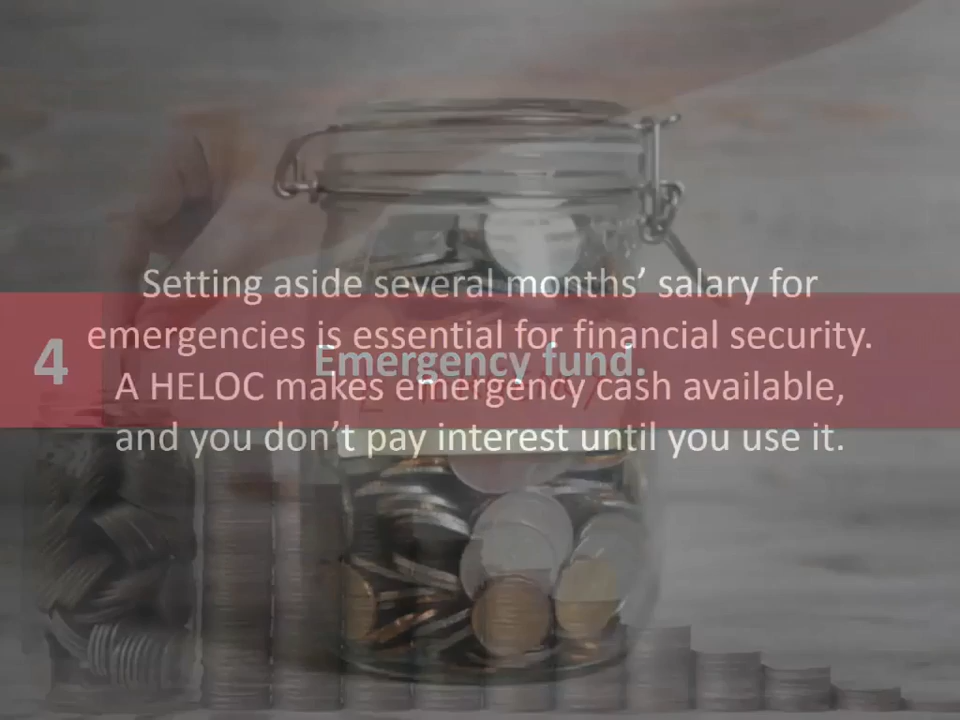 Setting aside several months’ salary for
emergencies is essential for financial security.
A HELOC makes emergency cash available,
and you don’t pay interest until you use it.
4
Emergency fund.